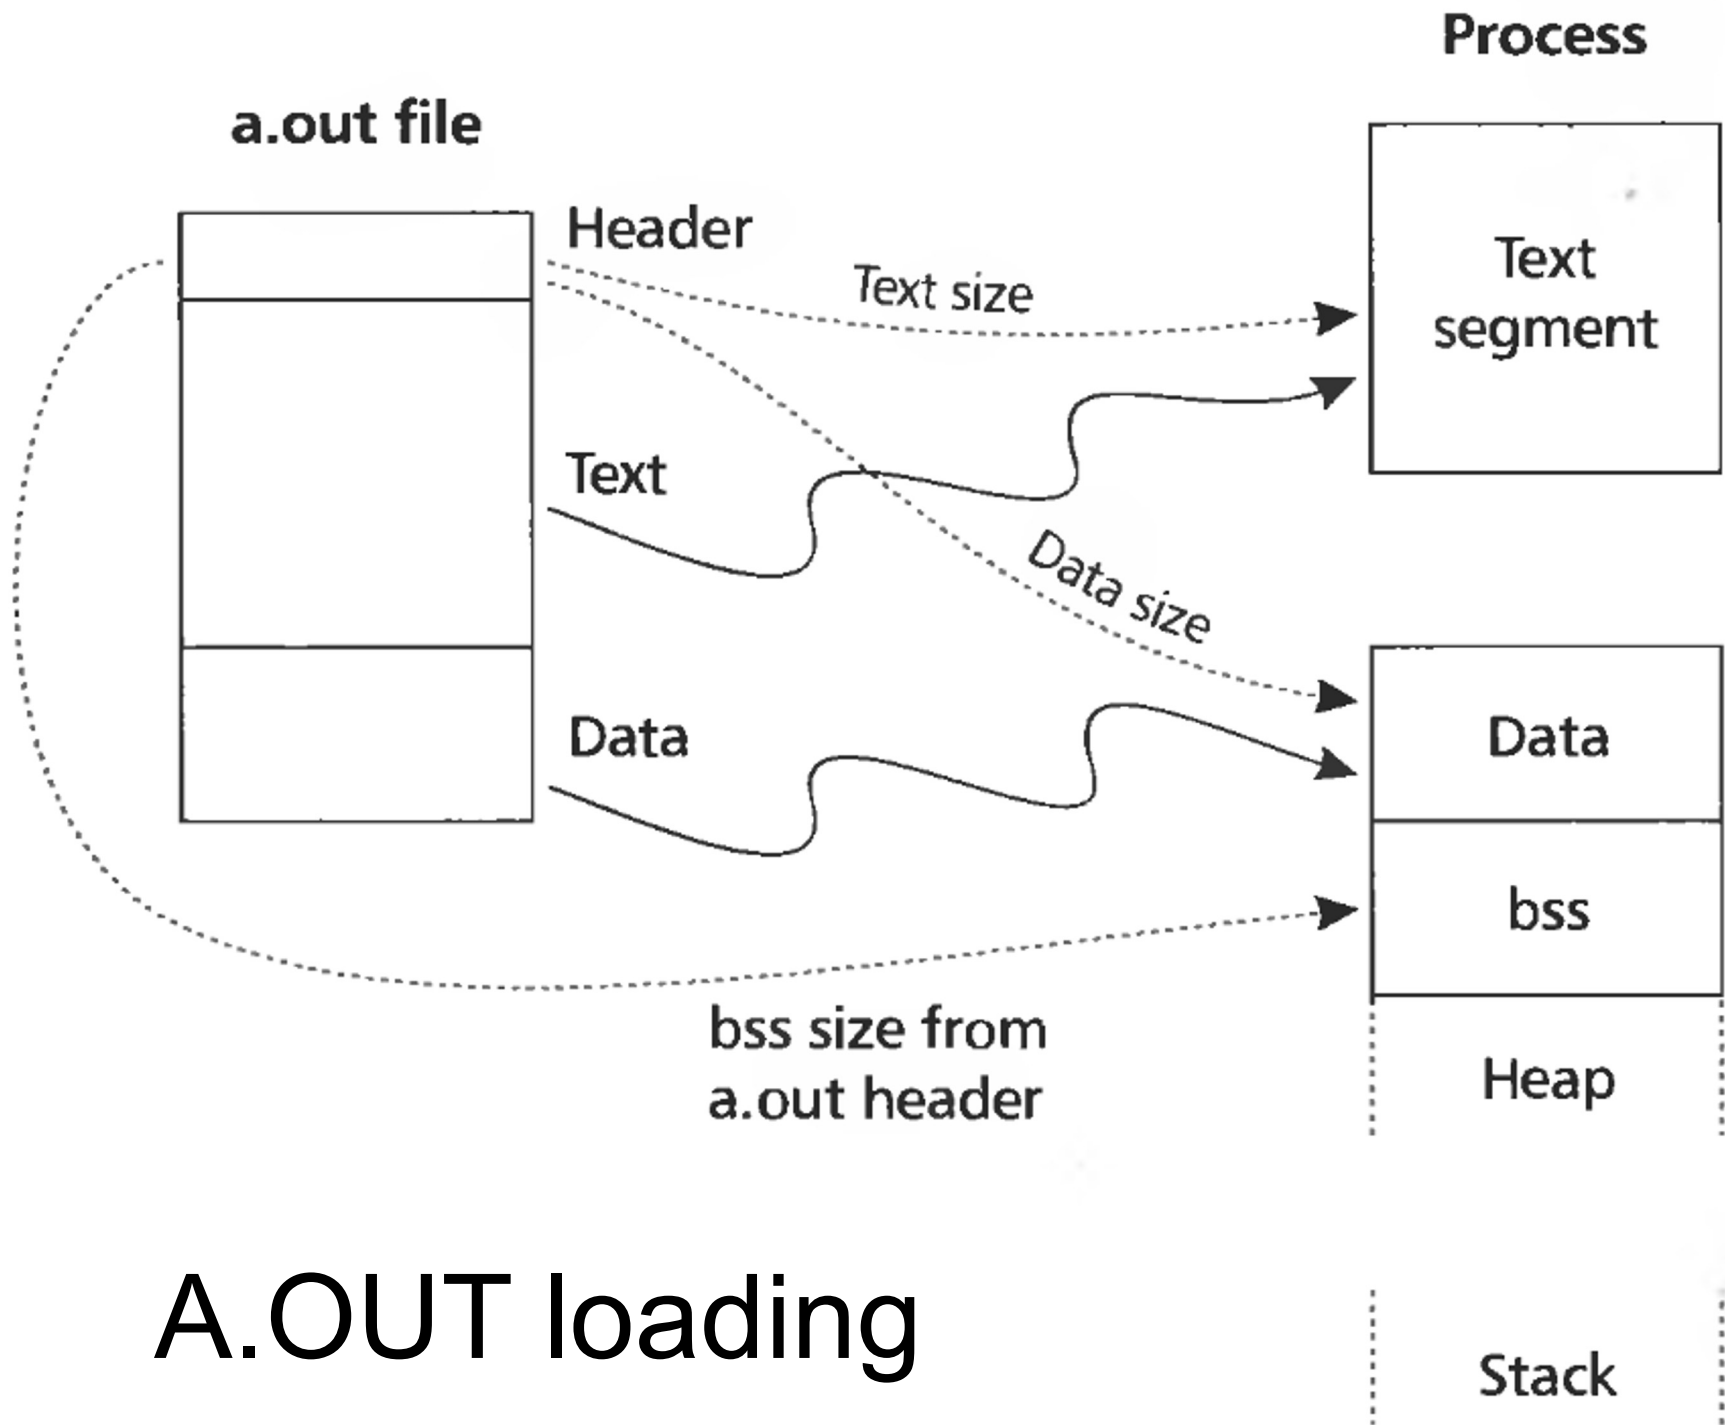 Process
a.out file
Header
Text size
Text
segment
Text
Data size
Data
Data
bss
bss size from
a.out header
Heap
A.OUT loading
Stack